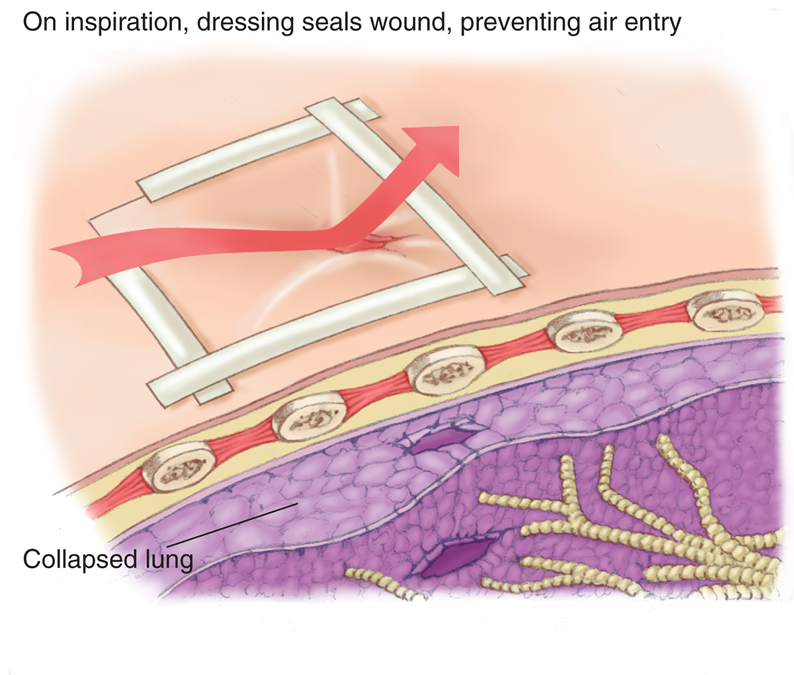 On inspiration, dressing seals wound, preventing air entry
Collapsed lung